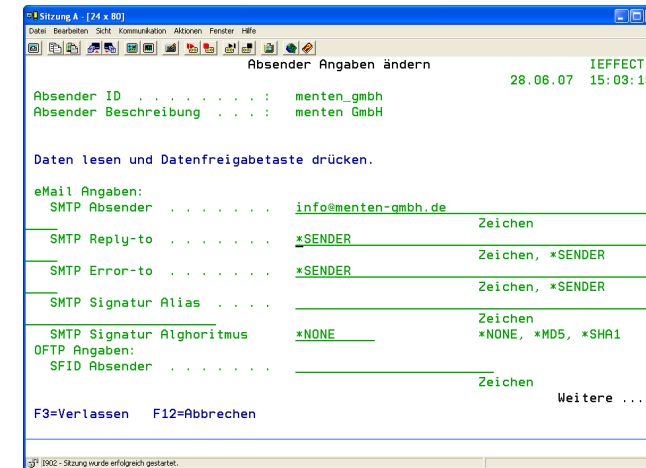 Sitzung A - [24 x 80]
Datei Bearbeiten Sicht Kommunikation Aktionen Fenster Hilfe
Absender Angaben ändern IEFFECT
28.06.07 15:03:1
Absender ID . . . . . . . . : menten_gmbh
Absender Beschreibung . . . : menten GmbH
Daten lesen und Datenfreigabetaste drücken.
eMail Angaben:
SMTP Absender . . . . . . . info@menten-gmbh.de
Zeichen
SMTP Reply-to . . . . . . . *SENDER
Zeichen, *SENDER
SMTP Error-to . . . . . . . *SENDER
Zeichen, *SENDER
SMTP Signatur Alias . . . .
Zeichen
SMTP Signatur Alghoritmus *NONE *NONE, *MD5, *SHA1
OFTP Angaben:
SFID Absender . . . . . . .
Zeichen
Weitere ...
F3=Verlassen F12=Abbrechen
I902 - Sitzung wurde erfolgreich gestartet.